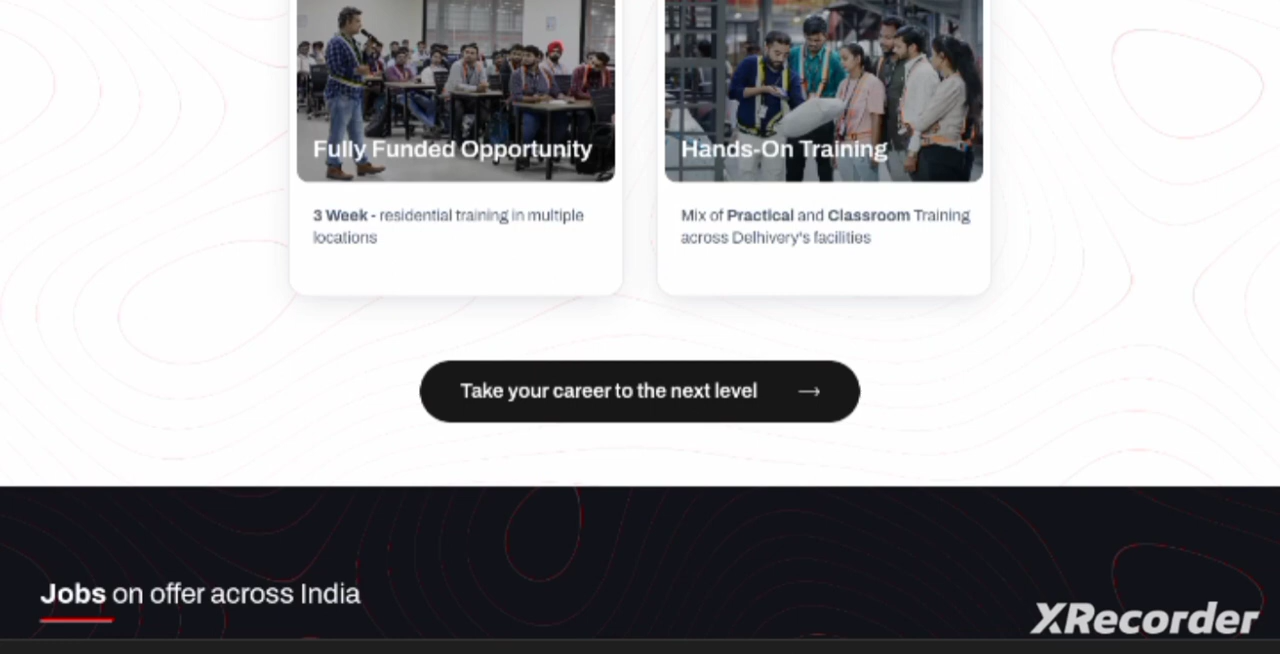 Fully Funded Opportunity
3 Week - residential training in multiple
locations
Hands-On Training
Mix of Practical and Classroom Training
across Delhivery's facilities
Take your career to the next level →
Jobs on offer across India
XRecorder